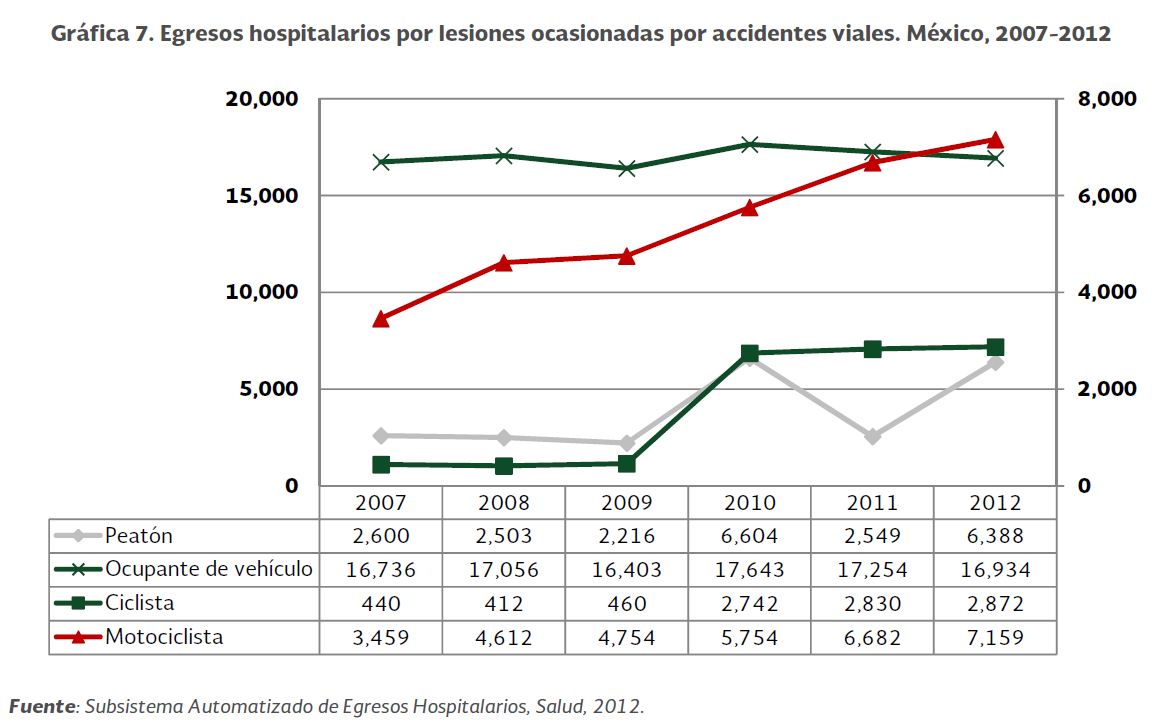 Gráfica 7. Egresos hospitalarios por lesiones ocasionadas por accidentes viales. México, 2007-2012
20,000 8,000
15,000 6,000
10,000 4,000
5,000 2,000
0 0
2007 2008 2009 2010 2011 2012
Peatón 2,600 2,503 2,216 6,604 2,549 6,388
Ocupante de vehículo 16,736 17,056 16,403 17,643 17,254 16,934
Ciclista 440 412 460 2,742 2,830 2,872
Motociclista 3,459 4,612 4,754 5,754 6,682 7,159
Fuente: Subsistema Automatizado de Egresos Hospitalarios, Salud, 2012.